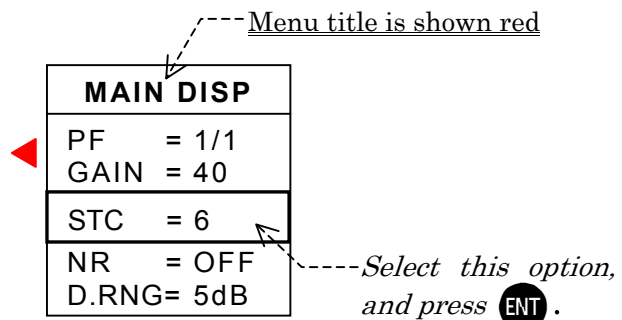 Menu title is shown red
MAIN DISP
PF = 1/1
GAIN = 40
STC = 6
NR = OFF
D.RNG= 5dB
Select this option,
and press ENT .